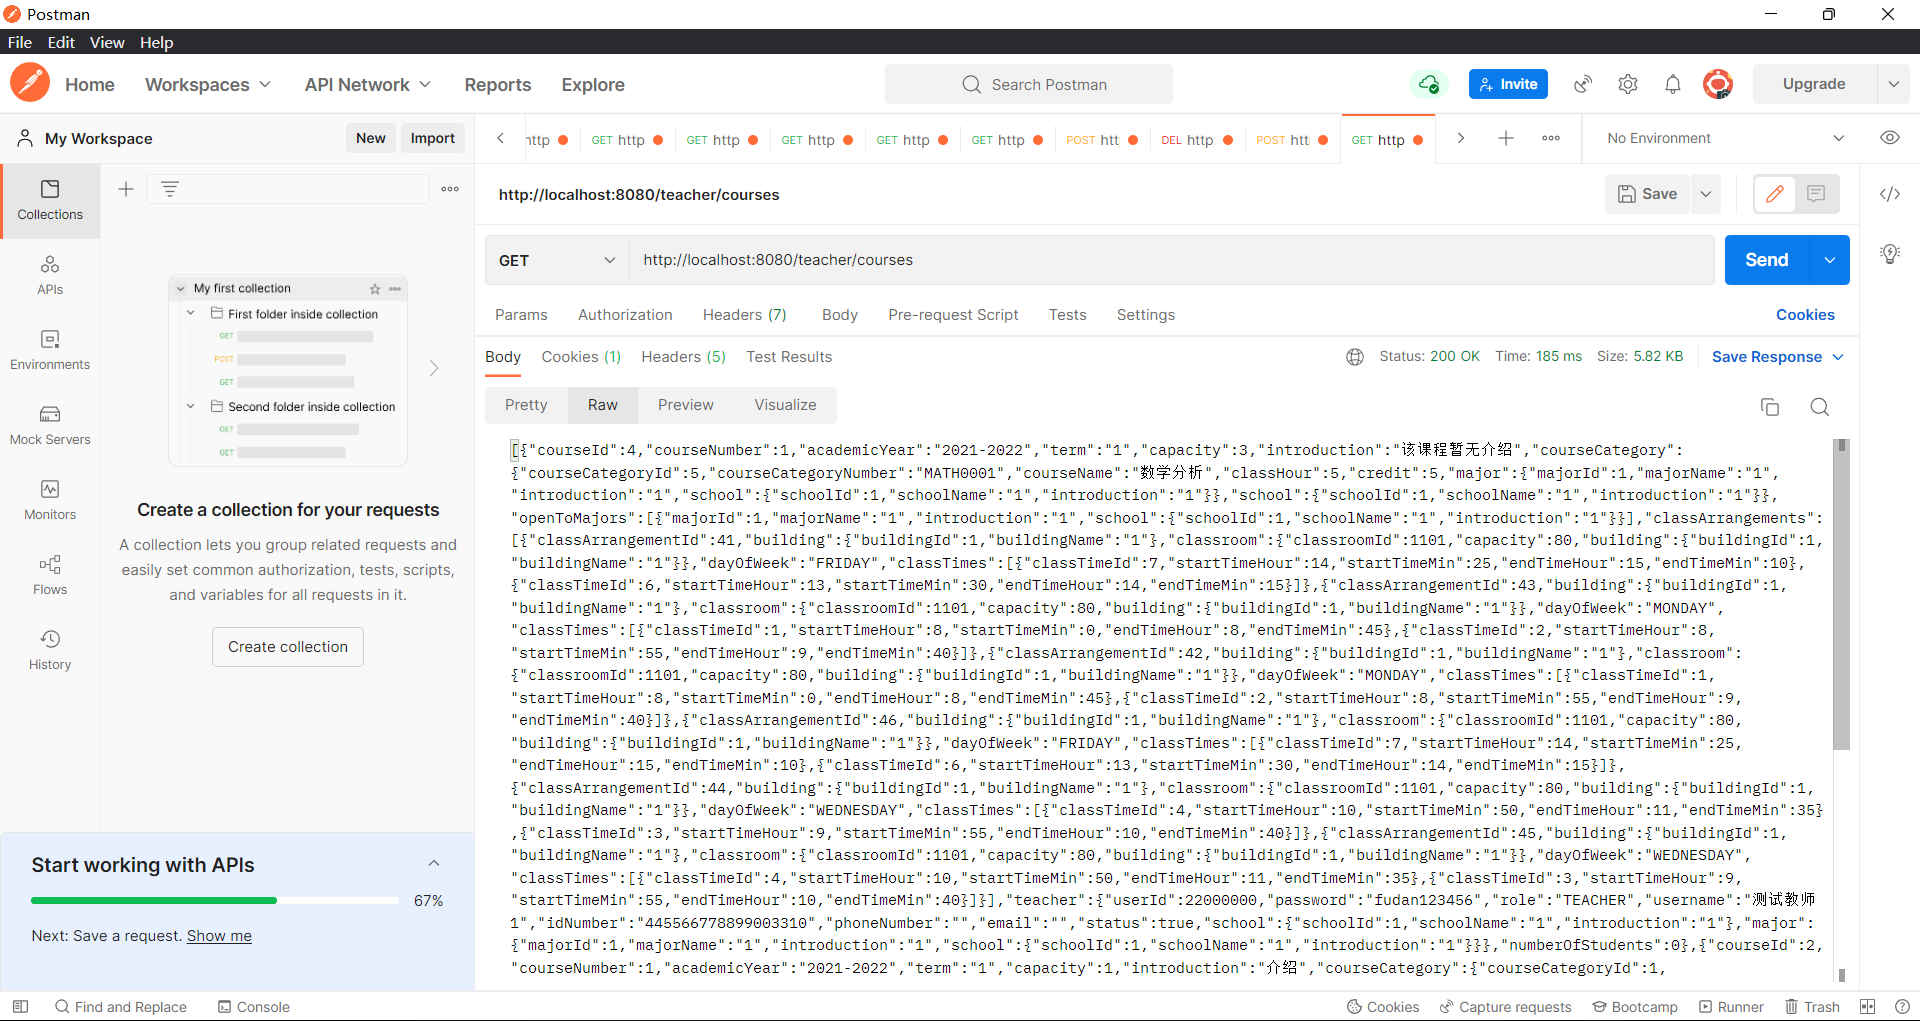 Postman
File Edit View Help
Home Workspaces API Network Reports Explore
Search Postman
Invite
Upgrade
My Workspace
New Import
http GET http GET http GET http GET http GET http POST htt DEL http POST htt GET http
No Environment
Collections
APIs
Environments
Mock Servers
Monitors
Flows
History
My first collection
First folder inside collection
GET
POST
GET
Second folder inside collection
GET
GET
Create a collection for your requests
A collection lets you group related requests and
easily set common authorization, tests, scripts,
and variables for all requests in it.
Create collection
Start working with APIs
67%
Next: Save a request. Show me
http://localhost:8080/teacher/courses
Save
GET http://localhost:8080/teacher/courses
Send
Params Authorization Headers (7) Body Pre-request Script Tests Settings
Cookies
Body Cookies (1) Headers (5) Test Results
Status: 200 OK Time: 185 ms Size: 5.82 KB
Save Response
Pretty Raw Preview Visualize
[{"courseId":4,"courseNumber":1,"academicYear":"2021-2022","term":"1","capacity":3,"introduction":"该课程暂无介绍","courseCategory":
{"courseCategoryId":5,"courseCategoryNumber":"MATH0001","courseName":"数学分析","classHour":5,"credit":5,"major":{"majorId":1,"majorName":"1",
"introduction":"1","school":{"schoolId":1,"schoolName":"1","introduction":"1"}},"school":{"schoolId":1,"schoolName":"1","introduction":"1"}},
"openToMajors":[{"majorId":1,"majorName":"1","introduction":"1","school":{"schoolId":1,"schoolName":"1","introduction":"1"}}],"classArrangements":
[{"classArrangementId":41,"building":{"buildingId":1,"buildingName":"1"},"classroom":{"classroomId":1101,"capacity":80,"building":{"buildingId":1,
"buildingName":"1"}},"dayOfWeek":"FRIDAY","classTimes":[{"classTimeId":7,"startTimeHour":14,"startTimeMin":25,"endTimeHour":15,"endTimeMin":10},
{"classTimeId":6,"startTimeHour":13,"startTimeMin":30,"endTimeHour":14,"endTimeMin":15}]},{"classArrangementId":43,"building":{"buildingId":1,
"buildingName":"1"},"classroom":{"classroomId":1101,"capacity":80,"building":{"buildingId":1,"buildingName":"1"}},"dayOfWeek":"MONDAY",
"classTimes":[{"classTimeId":1,"startTimeHour":8,"startTimeMin":0,"endTimeHour":8,"endTimeMin":45},{"classTimeId":2,"startTimeHour":8,
"startTimeMin":55,"endTimeHour":9,"endTimeMin":40}]},{"classArrangementId":42,"building":{"buildingId":1,"buildingName":"1"},"classroom":
{"classroomId":1101,"capacity":80,"building":{"buildingId":1,"buildingName":"1"}},"dayOfWeek":"MONDAY","classTimes":[{"classTimeId":1,
"startTimeHour":8,"startTimeMin":0,"endTimeHour":8,"endTimeMin":45},{"classTimeId":2,"startTimeHour":8,"startTimeMin":55,"endTimeHour":9,
"endTimeMin":40}]},{"classArrangementId":46,"building":{"buildingId":1,"buildingName":"1"},"classroom":{"classroomId":1101,"capacity":80,
"building":{"buildingId":1,"buildingName":"1"}},"dayOfWeek":"FRIDAY","classTimes":[{"classTimeId":7,"startTimeHour":14,"startTimeMin":25,
"endTimeHour":15,"endTimeMin":10},{"classTimeId":6,"startTimeHour":13,"startTimeMin":30,"endTimeHour":14,"endTimeMin":15}]},
{"classArrangementId":44,"building":{"buildingId":1,"buildingName":"1"},"classroom":{"classroomId":1101,"capacity":80,"building":{"buildingId":1,
"buildingName":"1"}},"dayOfWeek":"WEDNESDAY","classTimes":[{"classTimeId":4,"startTimeHour":10,"startTimeMin":50,"endTimeHour":11,"endTimeMin":35}
,{"classTimeId":3,"startTimeHour":9,"startTimeMin":55,"endTimeHour":10,"endTimeMin":40}]},{"classArrangementId":45,"building":{"buildingId":1,
"buildingName":"1"},"classroom":{"classroomId":1101,"capacity":80,"building":{"buildingId":1,"buildingName":"1"}},"dayOfWeek":"WEDNESDAY",
"classTimes":[{"classTimeId":4,"startTimeHour":10,"startTimeMin":50,"endTimeHour":11,"endTimeMin":35},{"classTimeId":3,"startTimeHour":9,
"startTimeMin":55,"endTimeHour":10,"endTimeMin":40}]}],"teacher":{"userId":22000000,"password":"fudan123456","role":"TEACHER","username":"测试教师
1","idNumber":"445566778899003310","phoneNumber":"","email":"","status":true,"school":{"schoolId":1,"schoolName":"1","introduction":"1"},"major":
{"majorId":1,"majorName":"1","introduction":"1","school":{"schoolId":1,"schoolName":"1","introduction":"1"}}},"numberOfStudents":0},{"courseId":2,
"courseNumber":1,"academicYear":"2021-2022","term":"1","capacity":1,"introduction":"介绍","courseCategory":{"courseCategoryId":1,
Find and Replace Console
Cookies Capture requests Bootcamp Runner Trash